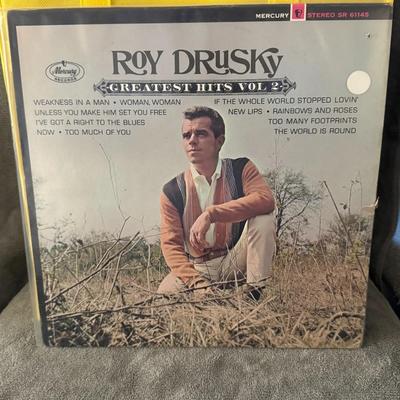 MERCURY STEREO SR 61145
Mercury
RECORDS
ROY DRUSKY
GREATEST HITS VOL 2
WEAKNESS IN A MAN • WOMAN, WOMAN
UNLESS YOU MAKE HIM SET YOU FREE
I'VE GOT A RIGHT TO THE BLUES
NOW • TOO MUCH OF YOU
IF THE WHOLE WORLD STOPPED LOVIN'
NEW LIPS • RAINBOWS AND ROSES
TOO MANY FOOTPRINTS
THE WORLD IS ROUND